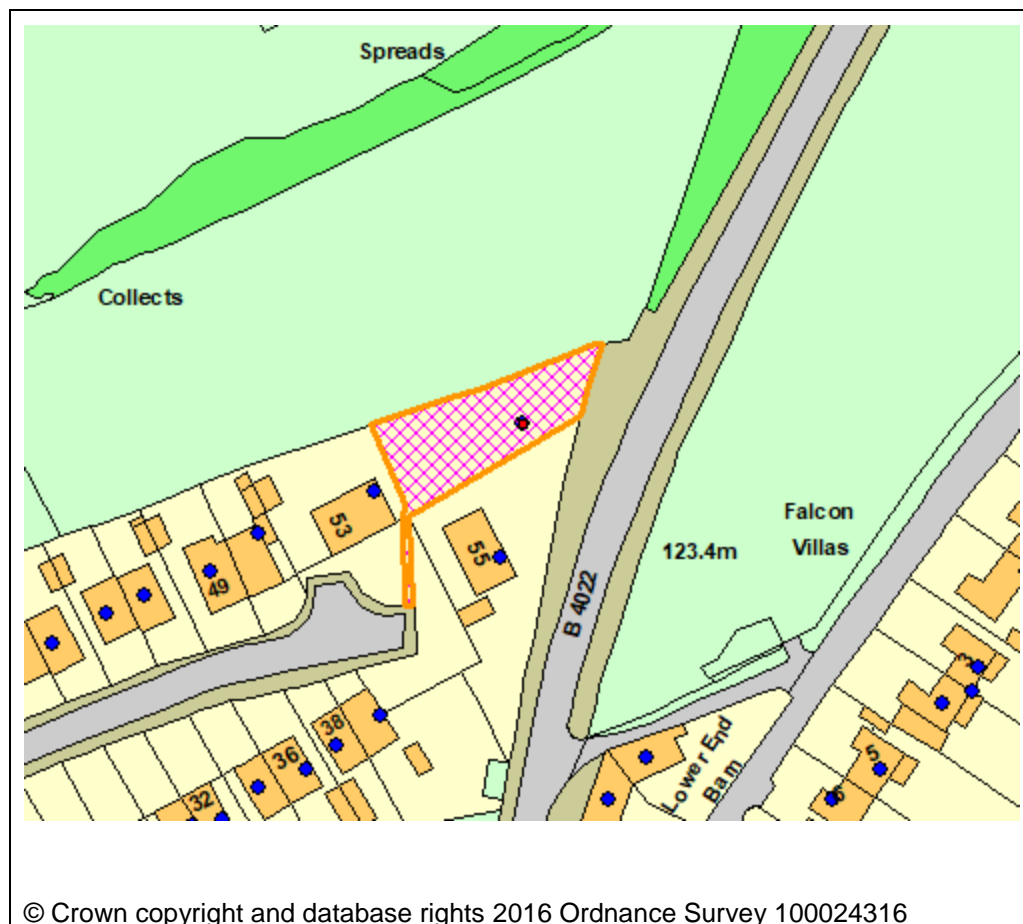 Spreads
Collects
53
55
49
Falcon
Villas
123.4m
B 4022
3
38
36
32
Lower End
Barn
5
6
© Crown copyright and database rights 2016 Ordnance Survey 100024316